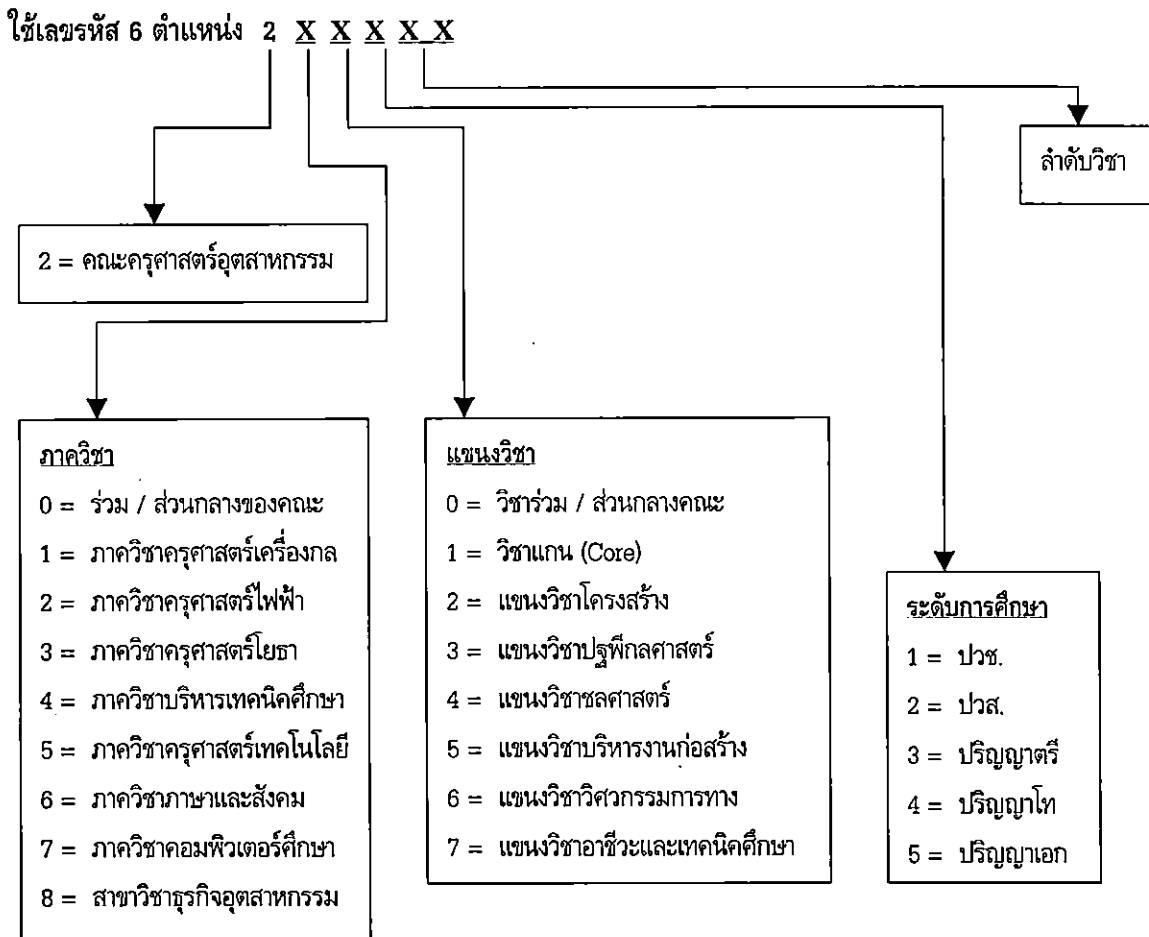 ใช้เลขรหัส 6 ตำแหน่ง 2 X X X X X
ลำดับวิชา
2 = คณะครุศาสตร์อุตสาหกรรม
ภาควิชา
0 = ร่วม / ส่วนกลางของคณะ
1 = ภาควิชาครุศาสตร์เครื่องกล
2 = ภาควิชาครุศาสตร์ไฟฟ้า
3 = ภาควิชาครุศาสตร์โยธา
4 = ภาควิชาบริหารเทคนิคศึกษา
5 = ภาควิชาครุศาสตร์เทคโนโลยี
6 = ภาควิชาภาษาและสังคม
7 = ภาควิชาคอมพิวเตอร์ศึกษา
8 = สาขาวิชาธุรกิจอุตสาหกรรม
แขนงวิชา
0 = วิชาร่วม / ส่วนกลางคณะ
1 = วิชาแกน (Core)
2 = แขนงวิชาโครงสร้าง
3 = แขนงวิชาปฐพีกลศาสตร์
4 = แขนงวิชาชลศาสตร์
5 = แขนงวิชาบริหารงานก่อสร้าง
6 = แขนงวิชาวิศวกรรมการทาง
7 = แขนงวิชาอาชีวะและเทคนิคศึกษา
ระดับการศึกษา
1 = ปวช.
2 = ปวส.
3 = ปริญญาตรี
4 = ปริญญาโท
5 = ปริญญาเอก